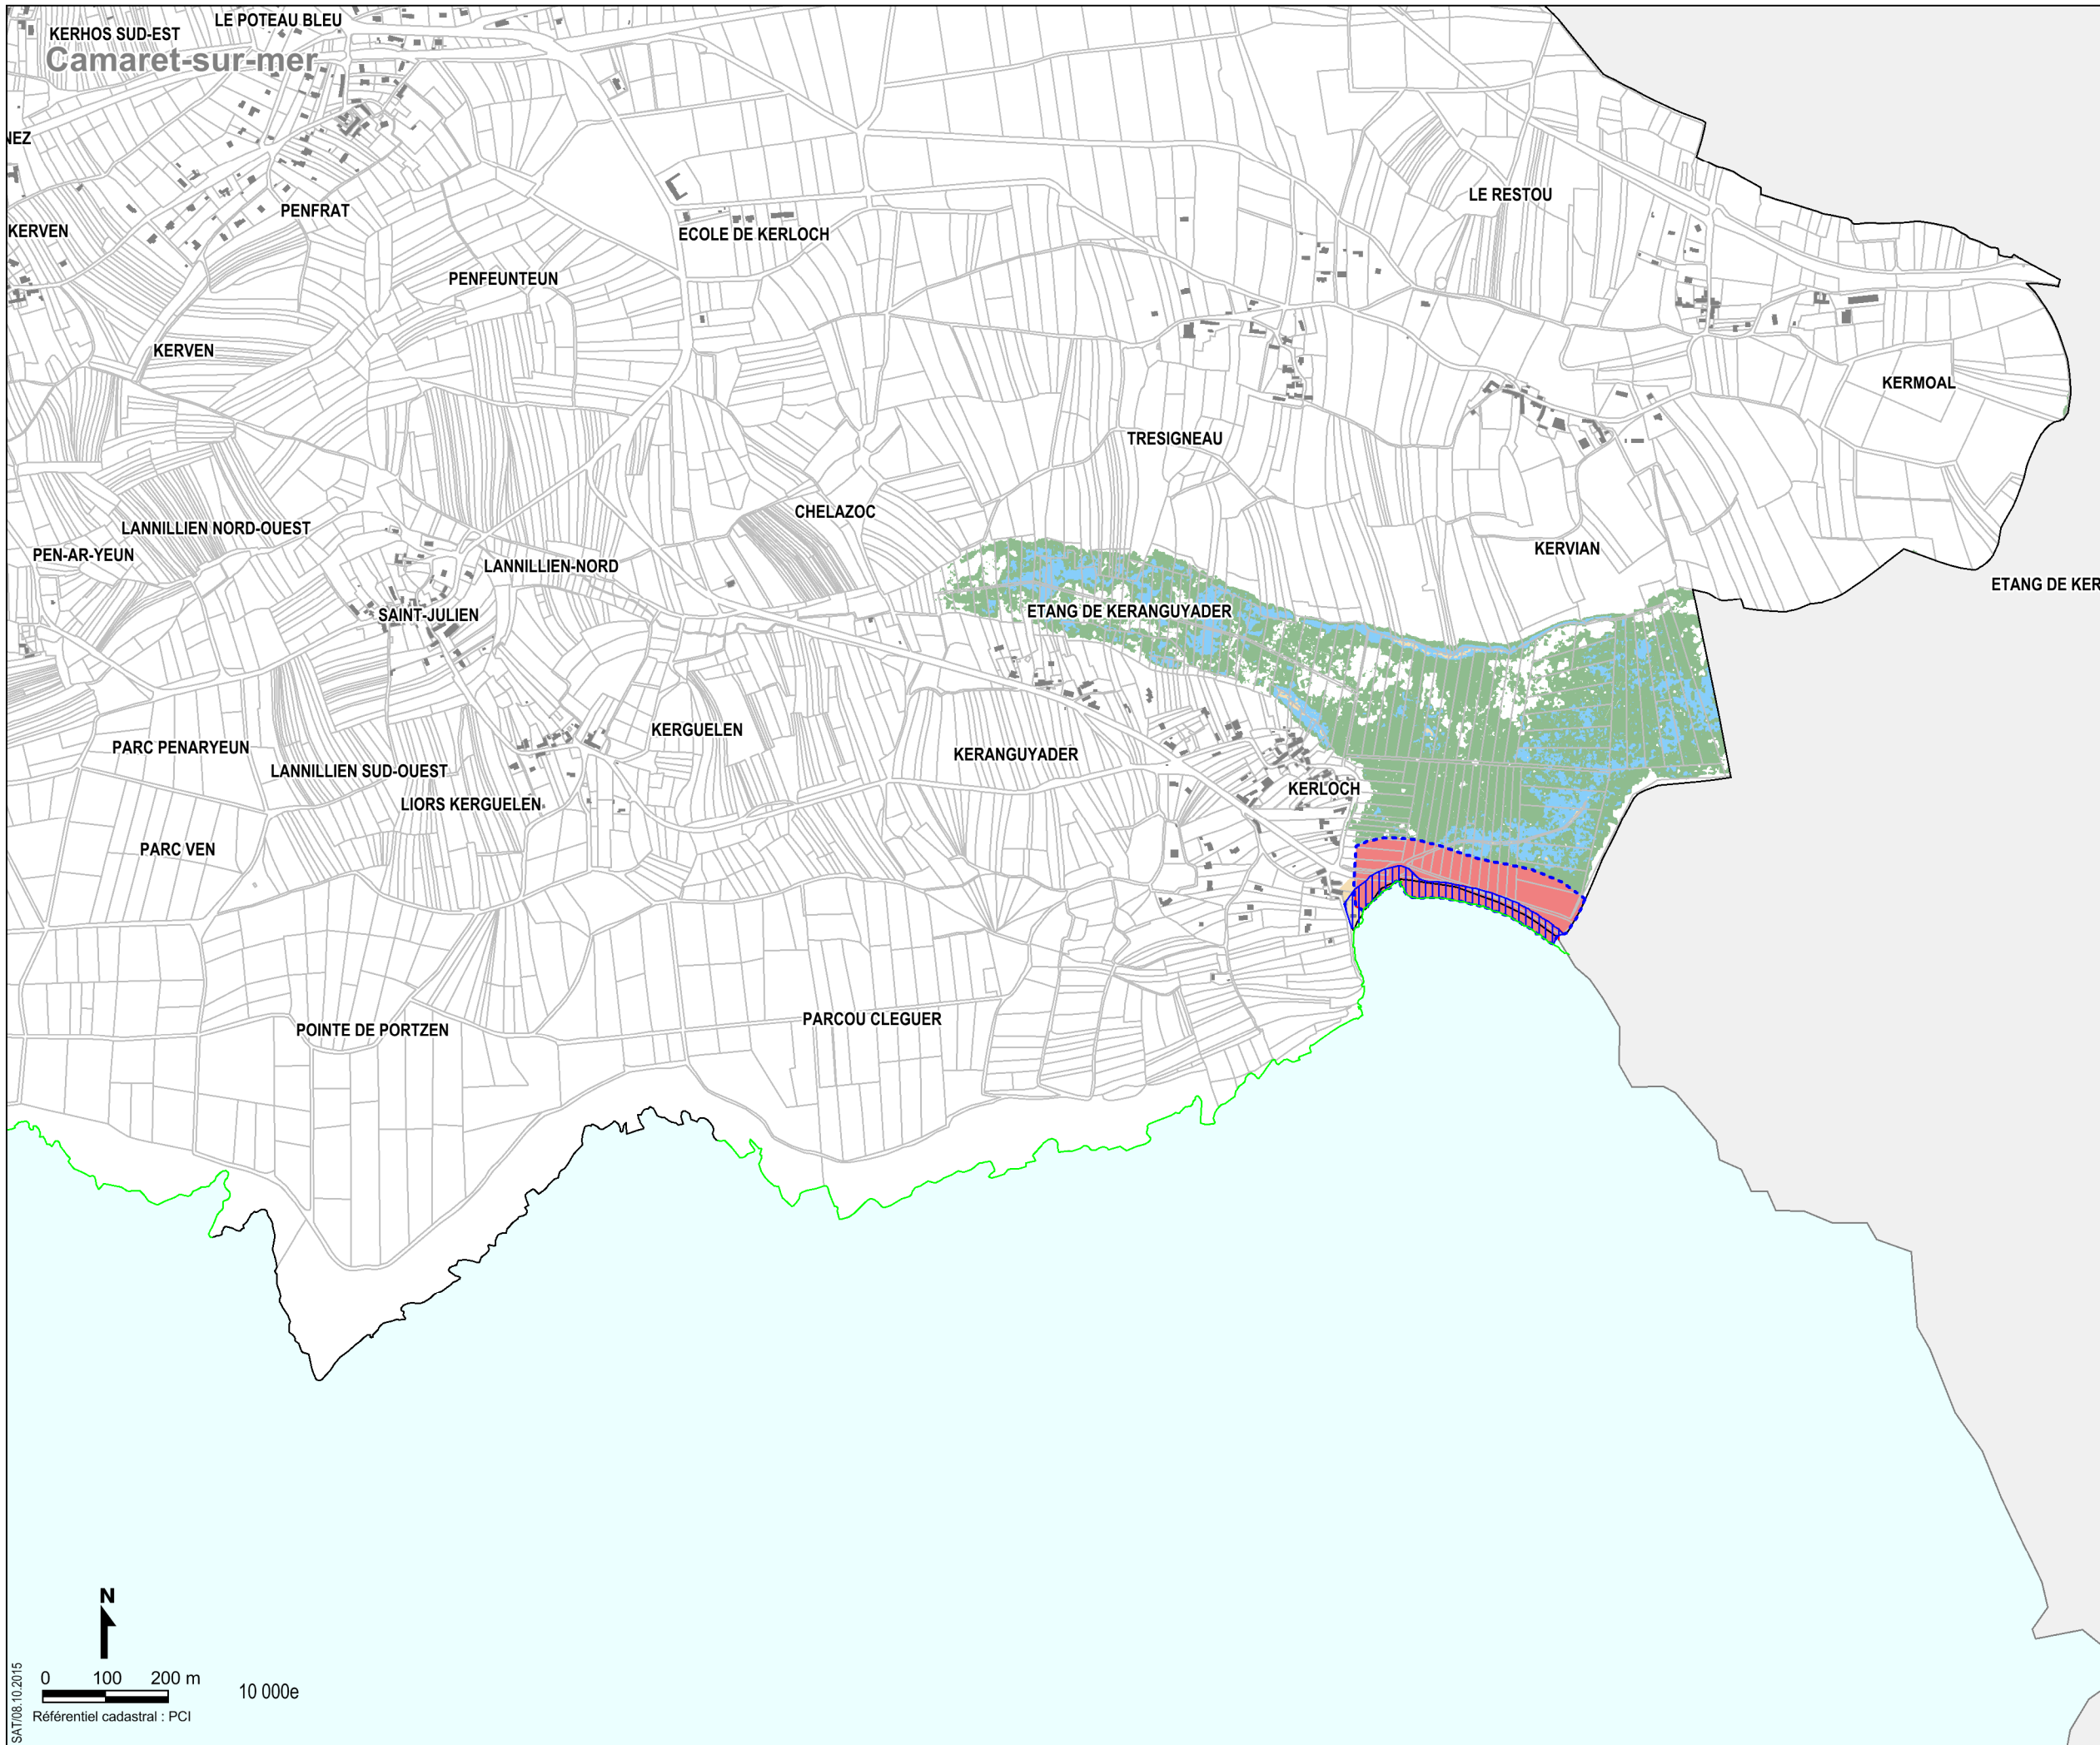 LE POTEAU BLEU
KERHOS SUD-EST
Camaret-sur-mer
NEZ
LE RESTOU
PENFRAT
KERVEN
ECOLE DE KERLOCH
PENFEUNTEUN
KERVEN
KERMOAL
TRESIGNEAU
CHELAZOC
LANNILLIEN NORD-OUEST
PEN-AR-YEUN
KERVIAN
LANNILLIEN-NORD
ETANG DE KER
ETANG DE KERANGUYADER
SAINT-JULIEN
KERGUELEN
PARC PENARYEUN
KERANGUYADER
LANNILLIEN SUD-OUEST
KERLOCH
LIORS KERGUELEN
PARC VEN
PARCOU CLEGUER
POINTE DE PORTZEN
N
0 100 200 m
10 000e
Référentiel cadastral : PCI
SAT/08.10.2015